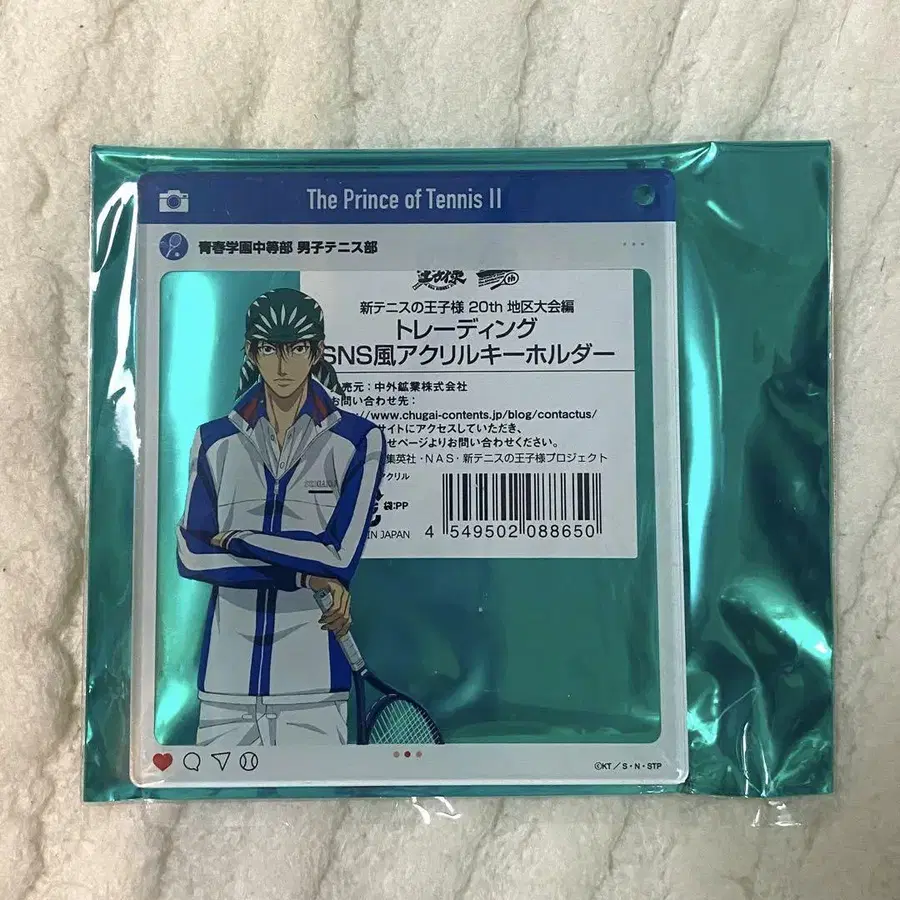 The Prince of Tennis II
青春学園中等部 男子テニス部
新テニスの王子様 20th 地区大会編
トレーディング
SNS風アクリルキーホルダー
売元：中外鉱業株式会社
お問い合わせ先：
//www.chugai-contents.jp/blog/contactus/
サイトにアクセスしていただき、
せページよりお問い合わせください。
集英社・NAS・新テニスの王子様プロジェクト
アクリル
袋:PP
IN JAPAN
4 549502 088650
©KT／S・N・STP